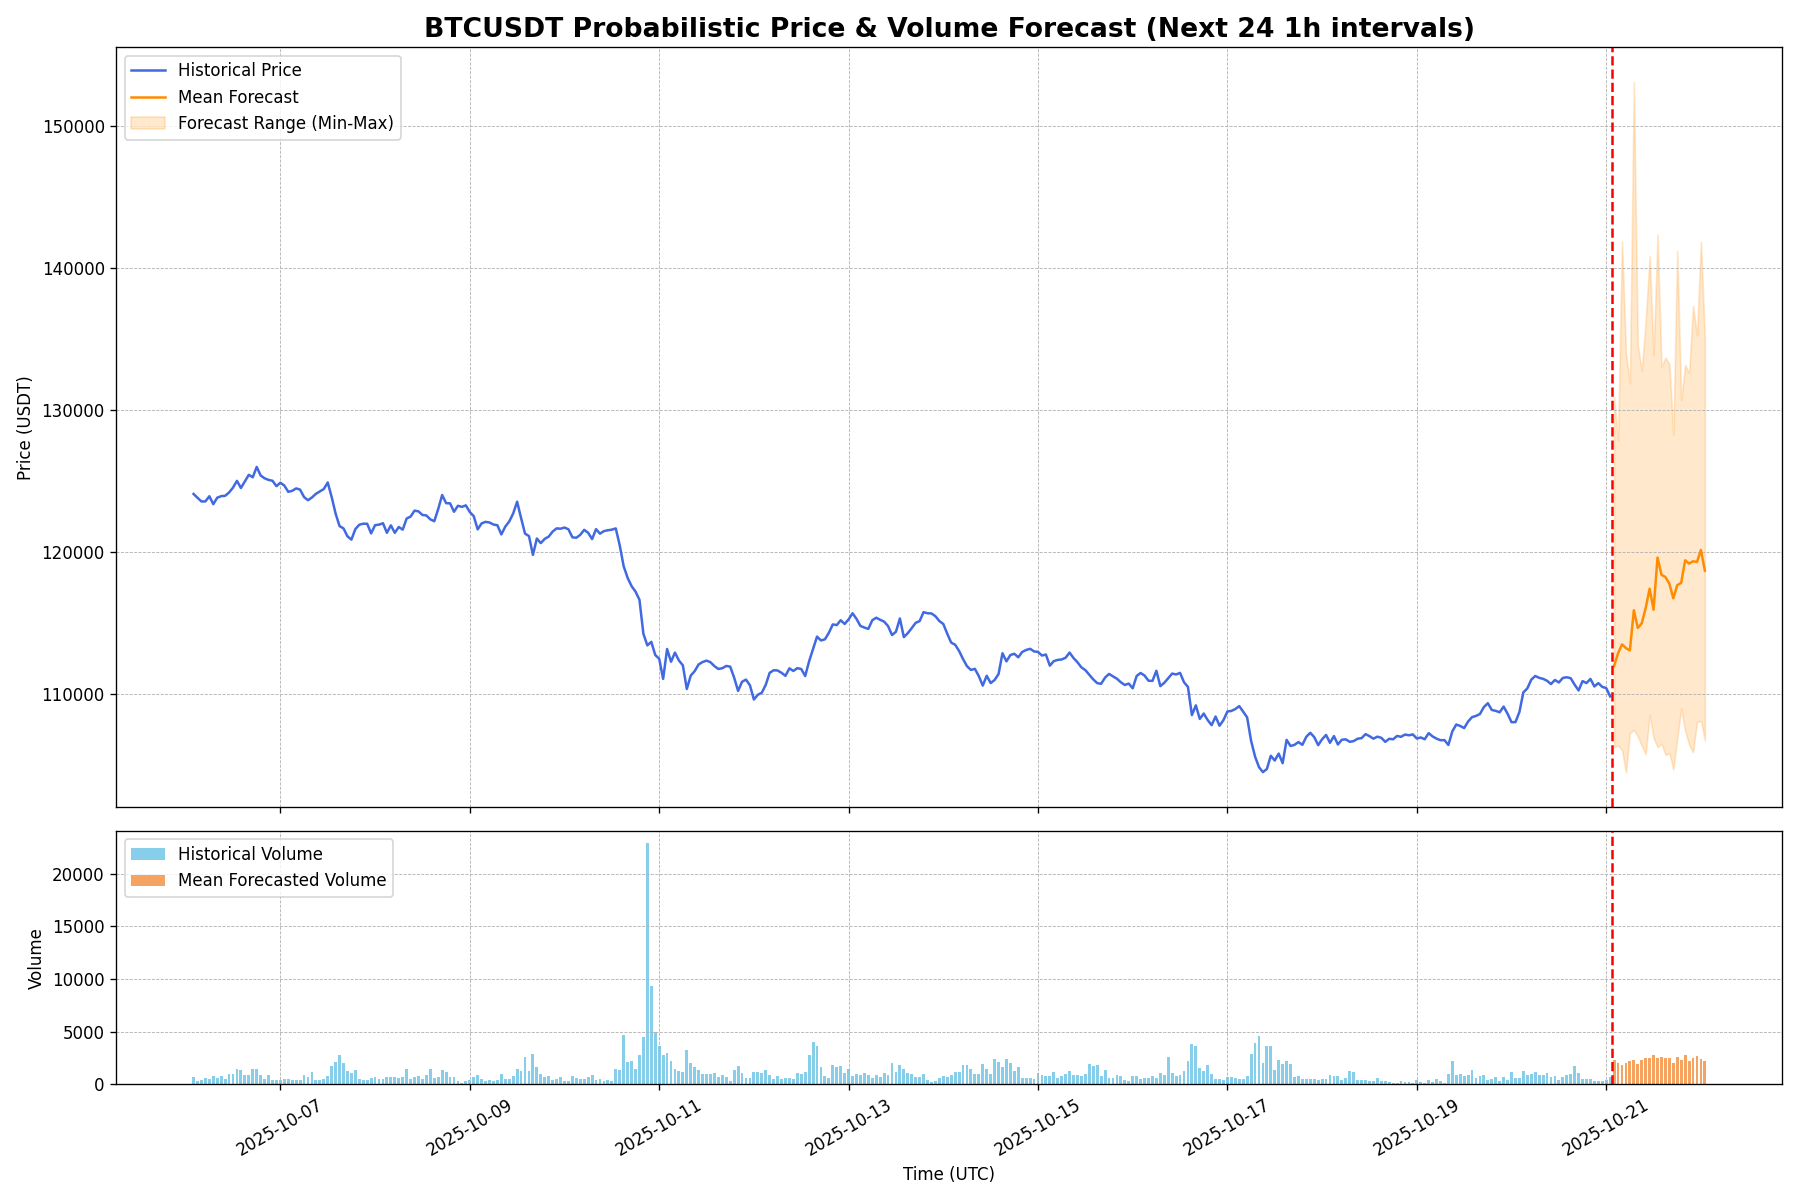 BTCUSDT Probabilistic Price & Volume Forecast (Next 24 1h intervals)
Historical Price
Mean Forecast
Forecast Range (Min-Max)
150000
140000
130000
120000
110000
Price (USDT)
Historical Volume
Mean Forecasted Volume
20000
15000
10000
5000
0
Volume
2025-10-07
2025-10-09
2025-10-11
2025-10-13
2025-10-15
2025-10-17
2025-10-19
2025-10-21
Time (UTC)